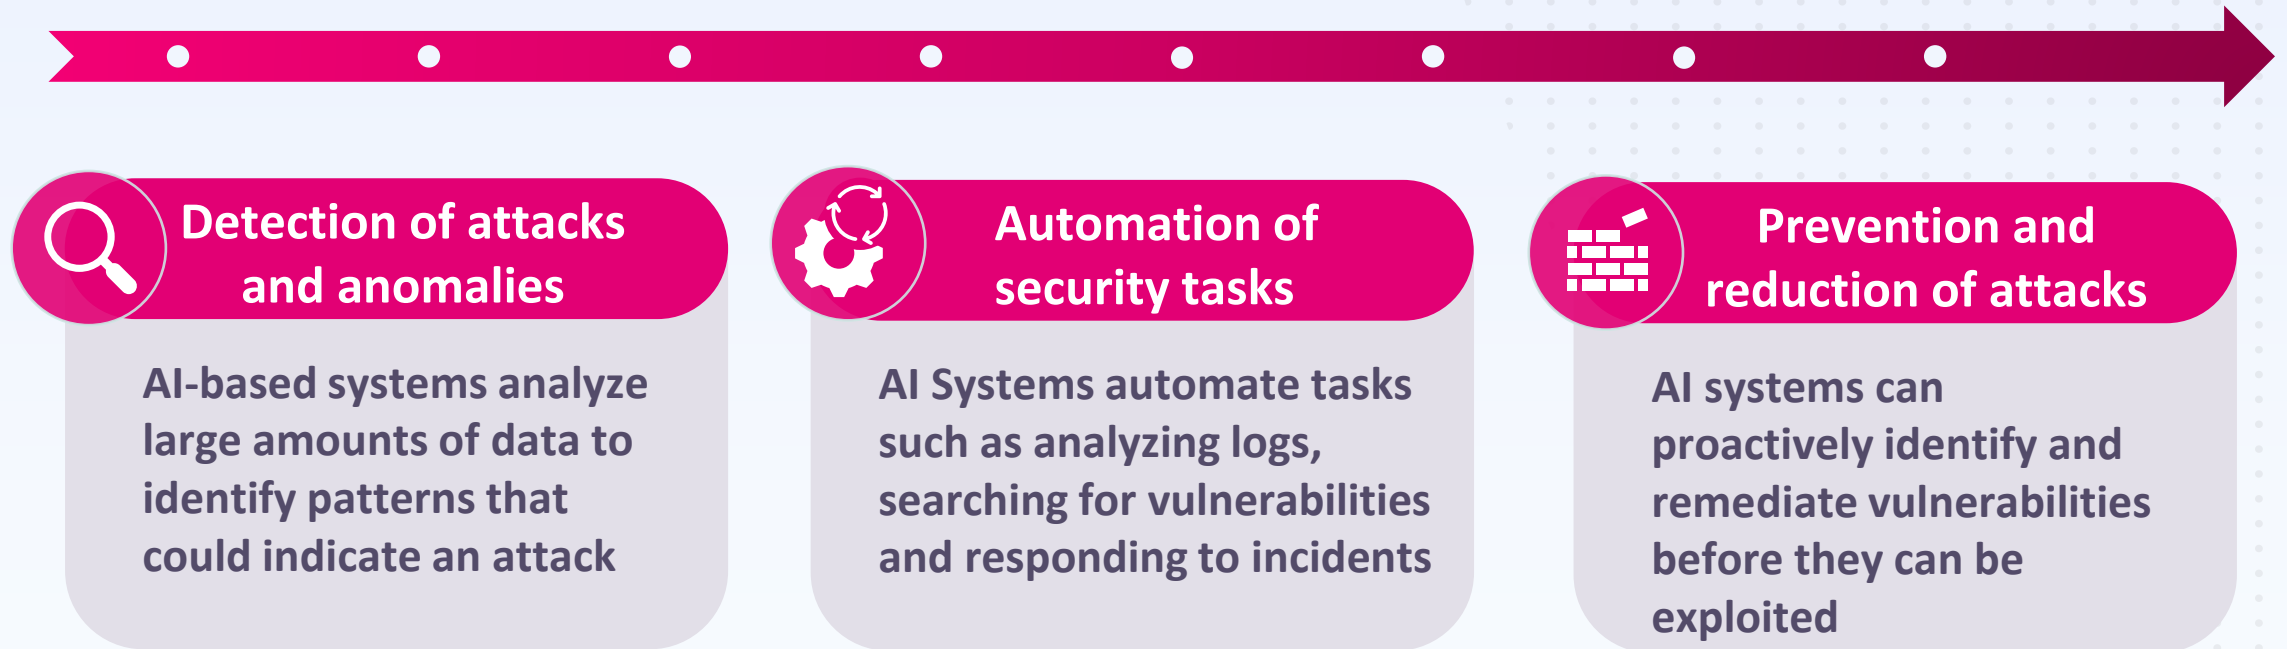 Detection of attacks
and anomalies
AI-based systems analyze
large amounts of data to
identify patterns that
could indicate an attack
Automation of
security tasks
AI Systems automate tasks
such as analyzing logs,
searching for vulnerabilities
and responding to incidents
Prevention and
reduction of attacks
AI systems can
proactively identify and
remediate vulnerabilities
before they can be
exploited